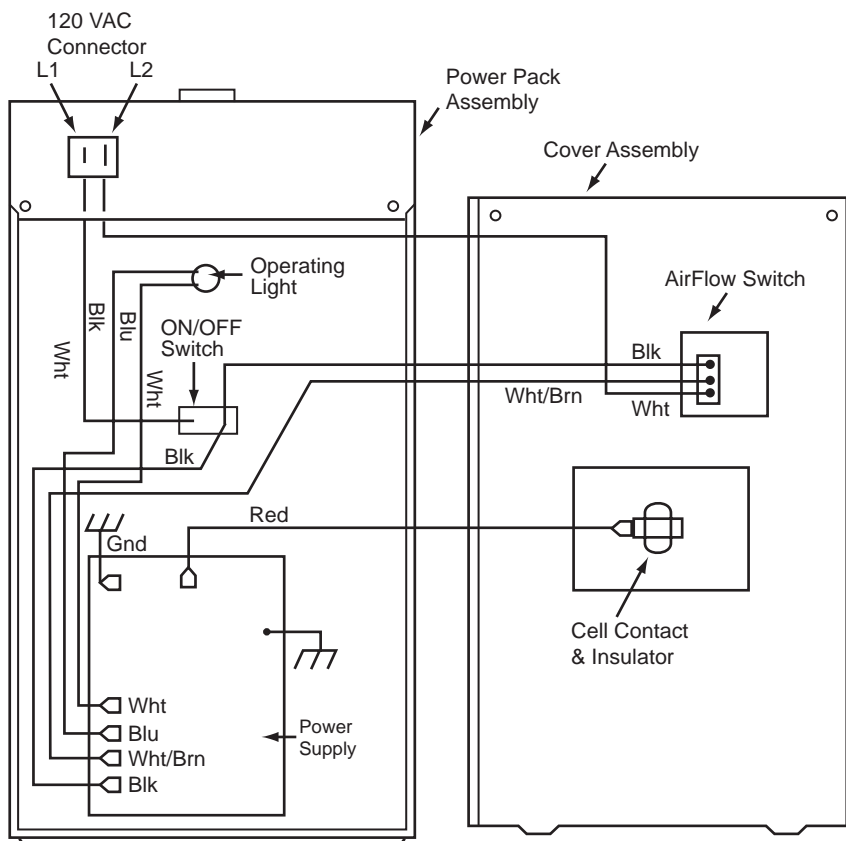 120 VAC
Connector
L1
L2
Power Pack
Assembly
Cover Assembly
Operating
Light
AirFlow Switch
Blk
Blu
ON/OFF
Switch
Wht
Wht
Blk
Wht/Brn
Wht
Blk
Red
Gnd
Cell Contact
& Insulator
Wht
Blu
Wht/Brn
Blk
Power
Supply